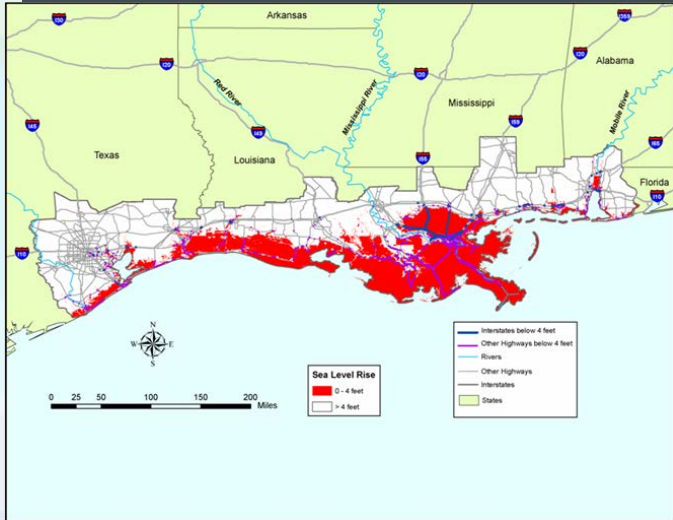 Arkansas
I30
I20
I359
I20
I20
I20
Alabama
Red River
Mississippi River
Mississippi
Mobile River
I45
I49
I59
I65
I55
Texas
Louisiana
Florida
I10
I10
N
W E
S
0 25 50 100 150 200
Miles
Sea Level Rise
0 - 4 feet
> 4 feet
Interstates below 4 feet
Other Highways below 4 feet
Rivers
Other Highways
Interstates
States